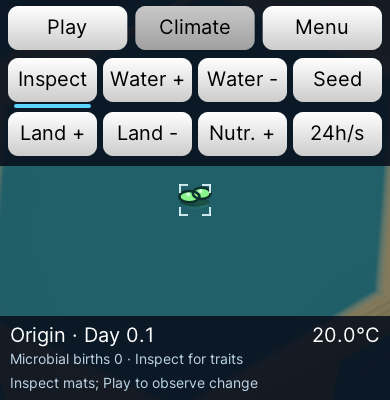 Play Climate Menu
Inspect Water + Water - Seed
Land + Land - Nutr. + 24h/s
Origin · Day 0.1 20.0°C
Microbial births 0 · Inspect for traits
Inspect mats; Play to observe change